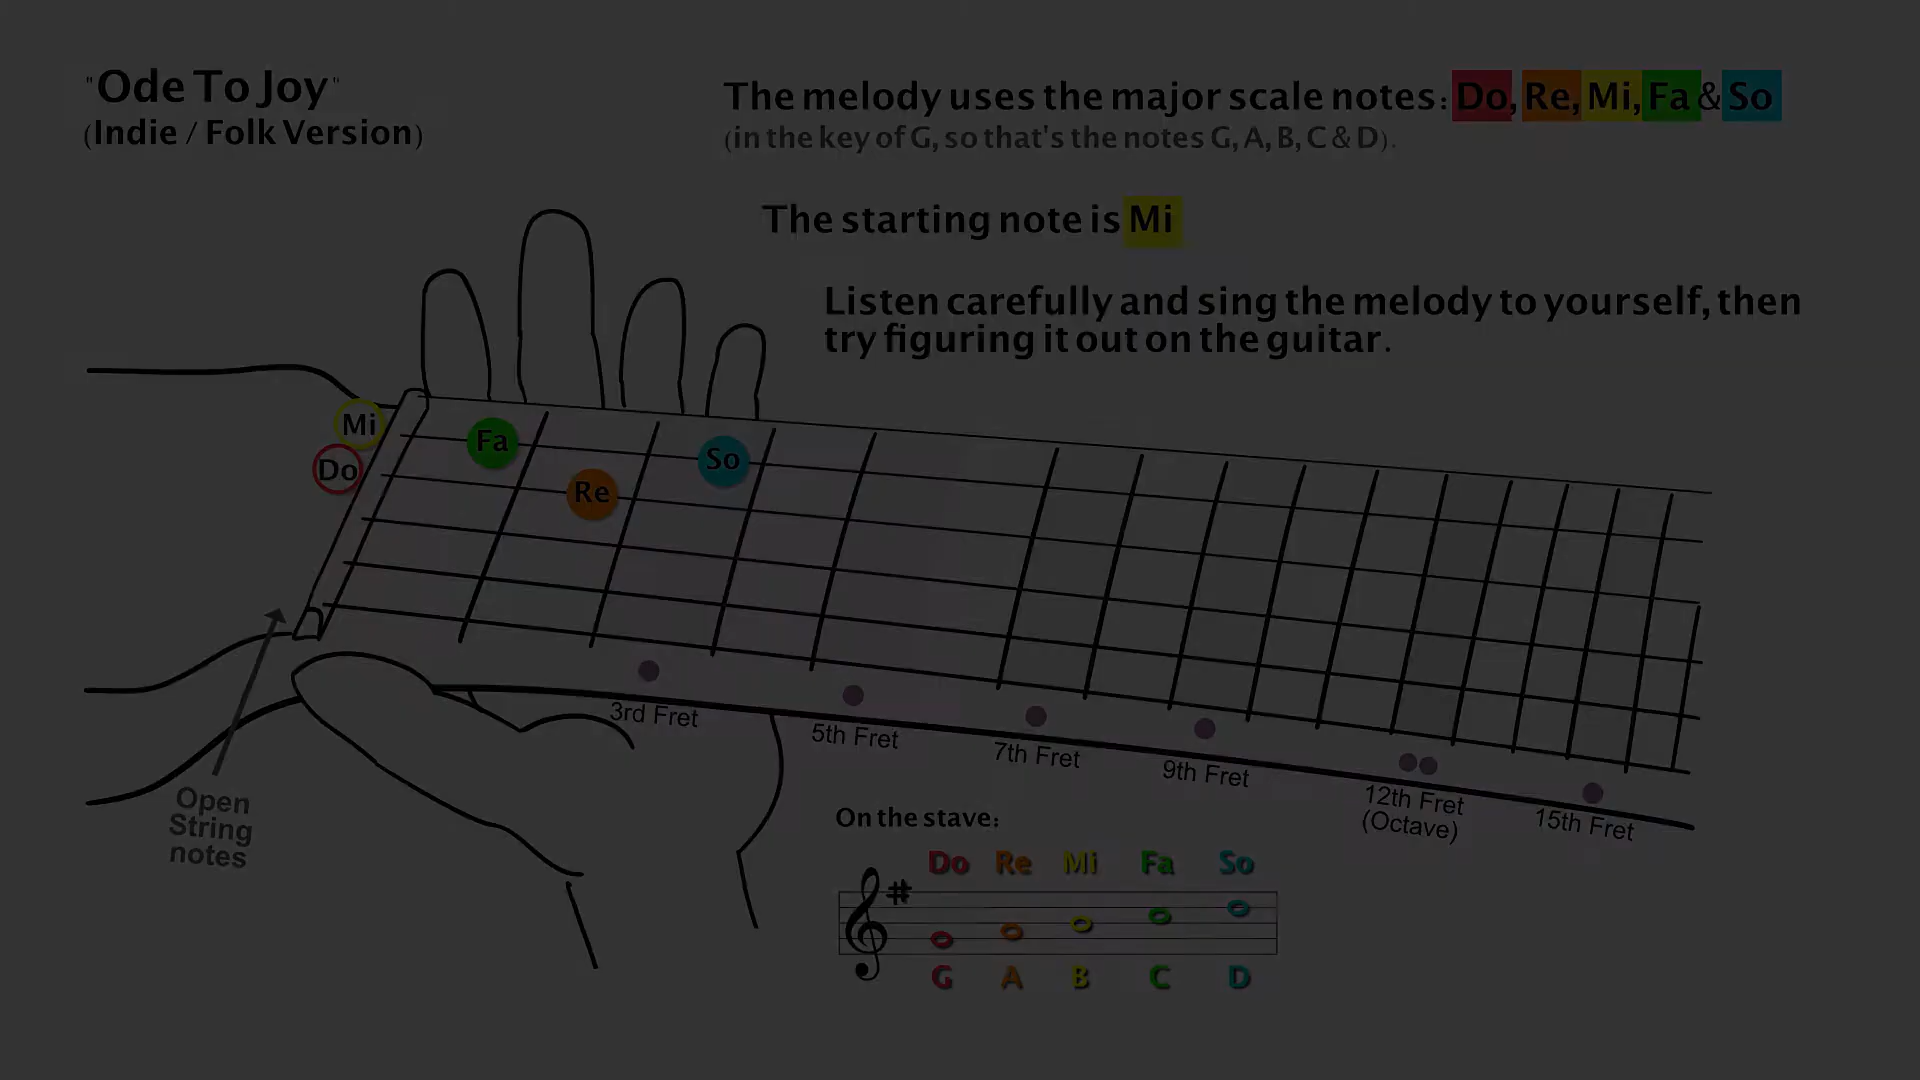 "Ode To Joy"
(Indie / Folk Version)
The melody uses the major scale notes: Do, Re, Mi, Fa & So
(in the key of G, so that's the notes G, A, B, C & D).
The starting note is Mi
Listen carefully and sing the melody to yourself, then
try figuring it out on the guitar.
Mi
Fa
So
Do
Re
3rd Fret
5th Fret
7th Fret
9th Fret
12th Fret
(Octave)
15th Fret
Open
String
notes
On the stave:
Do Re Mi Fa So
G A B C D